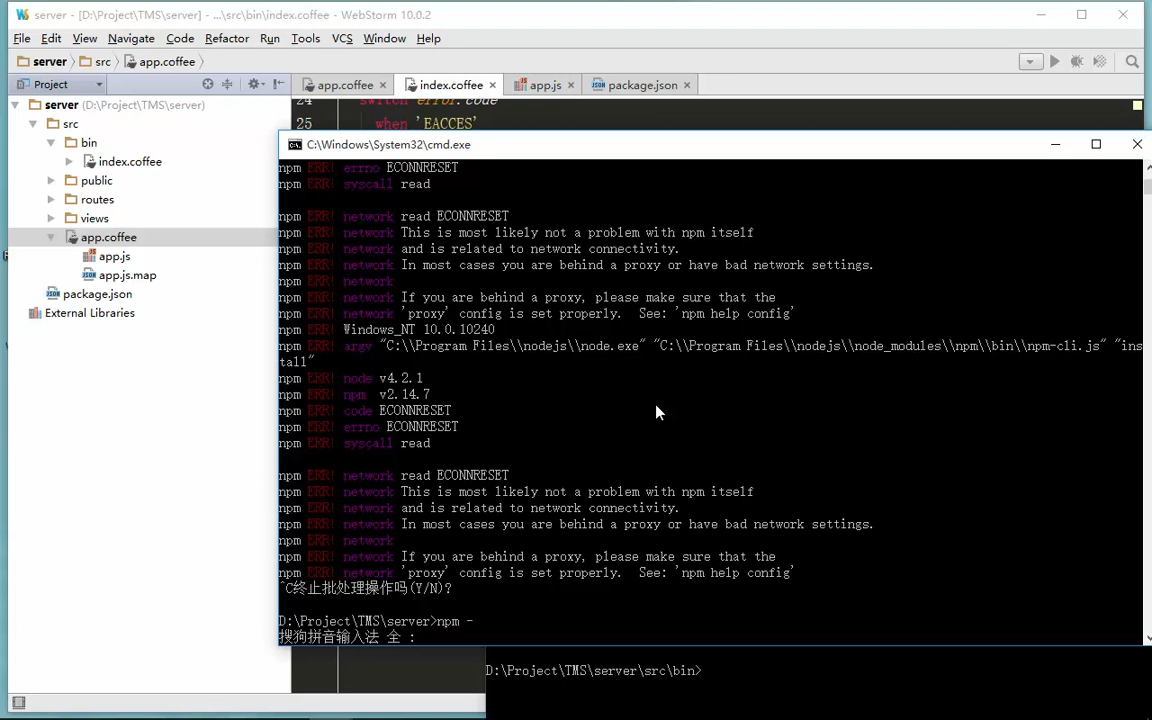 server - [D:\Project\TMS\server] - ...\src\bin\index.coffee - WebStorm 10.0.2
File Edit View Navigate Code Refactor Run Tools VCS Window Help
server src app.coffee
Project
app.coffee index.coffee app.js package.json
server (D:\Project\TMS\server)
src
bin
index.coffee
public
routes
views
app.coffee
app.js
app.js.map
package.json
External Libraries
24 switch error.code
25 when 'EACCES'
C:\Windows\System32\cmd.exe
npm ERR! errno ECONNRESET
npm ERR! syscall read
npm ERR! network read ECONNRESET
npm ERR! network This is most likely not a problem with npm itself
npm ERR! network and is related to network connectivity.
npm ERR! network In most cases you are behind a proxy or have bad network settings.
npm ERR! network
npm ERR! network If you are behind a proxy, please make sure that the
npm ERR! network 'proxy' config is set properly.  See: 'npm help config'
npm ERR! Windows_NT 10.0.10240
npm ERR! argv "C:\\Program Files\\nodejs\\node.exe" "C:\\Program Files\\nodejs\\node_modules\\npm\\bin\\npm-cli.js" "ins
tall"
npm ERR! node v4.2.1
npm ERR! npm  v2.14.7
npm ERR! code ECONNRESET
npm ERR! errno ECONNRESET
npm ERR! syscall read
npm ERR! network read ECONNRESET
npm ERR! network This is most likely not a problem with npm itself
npm ERR! network and is related to network connectivity.
npm ERR! network In most cases you are behind a proxy or have bad network settings.
npm ERR! network
npm ERR! network If you are behind a proxy, please make sure that the
npm ERR! network 'proxy' config is set properly.  See: 'npm help config'
^C终止批处理操作吗(Y/N)?
D:\Project\TMS\server>npm -
搜狗拼音输入法 全 :
D:\Project\TMS\server\src\bin>